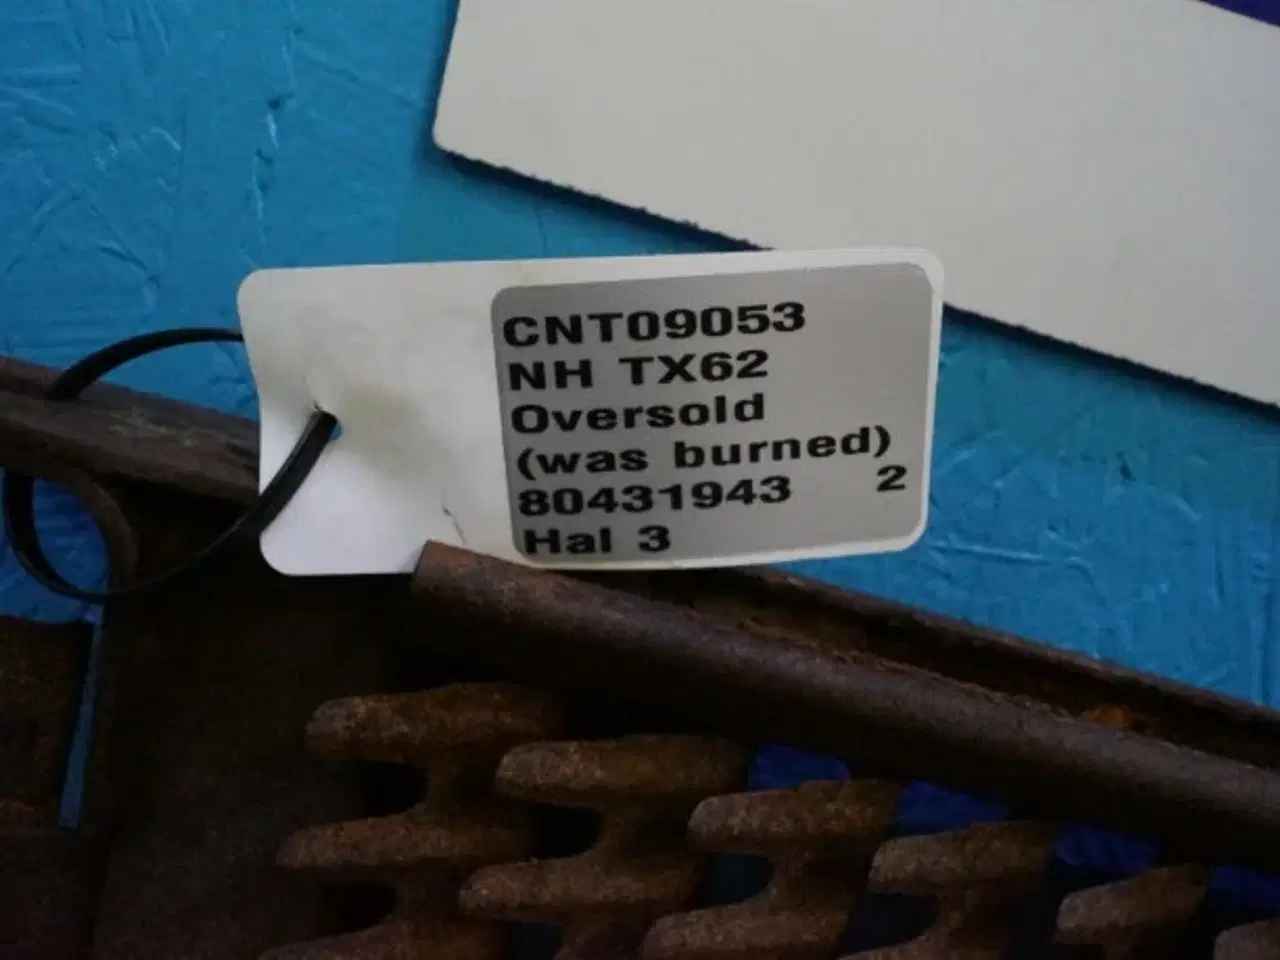 CNT09053
NH TX62
Oversold
(was burned)
80431943 2
Hal 3